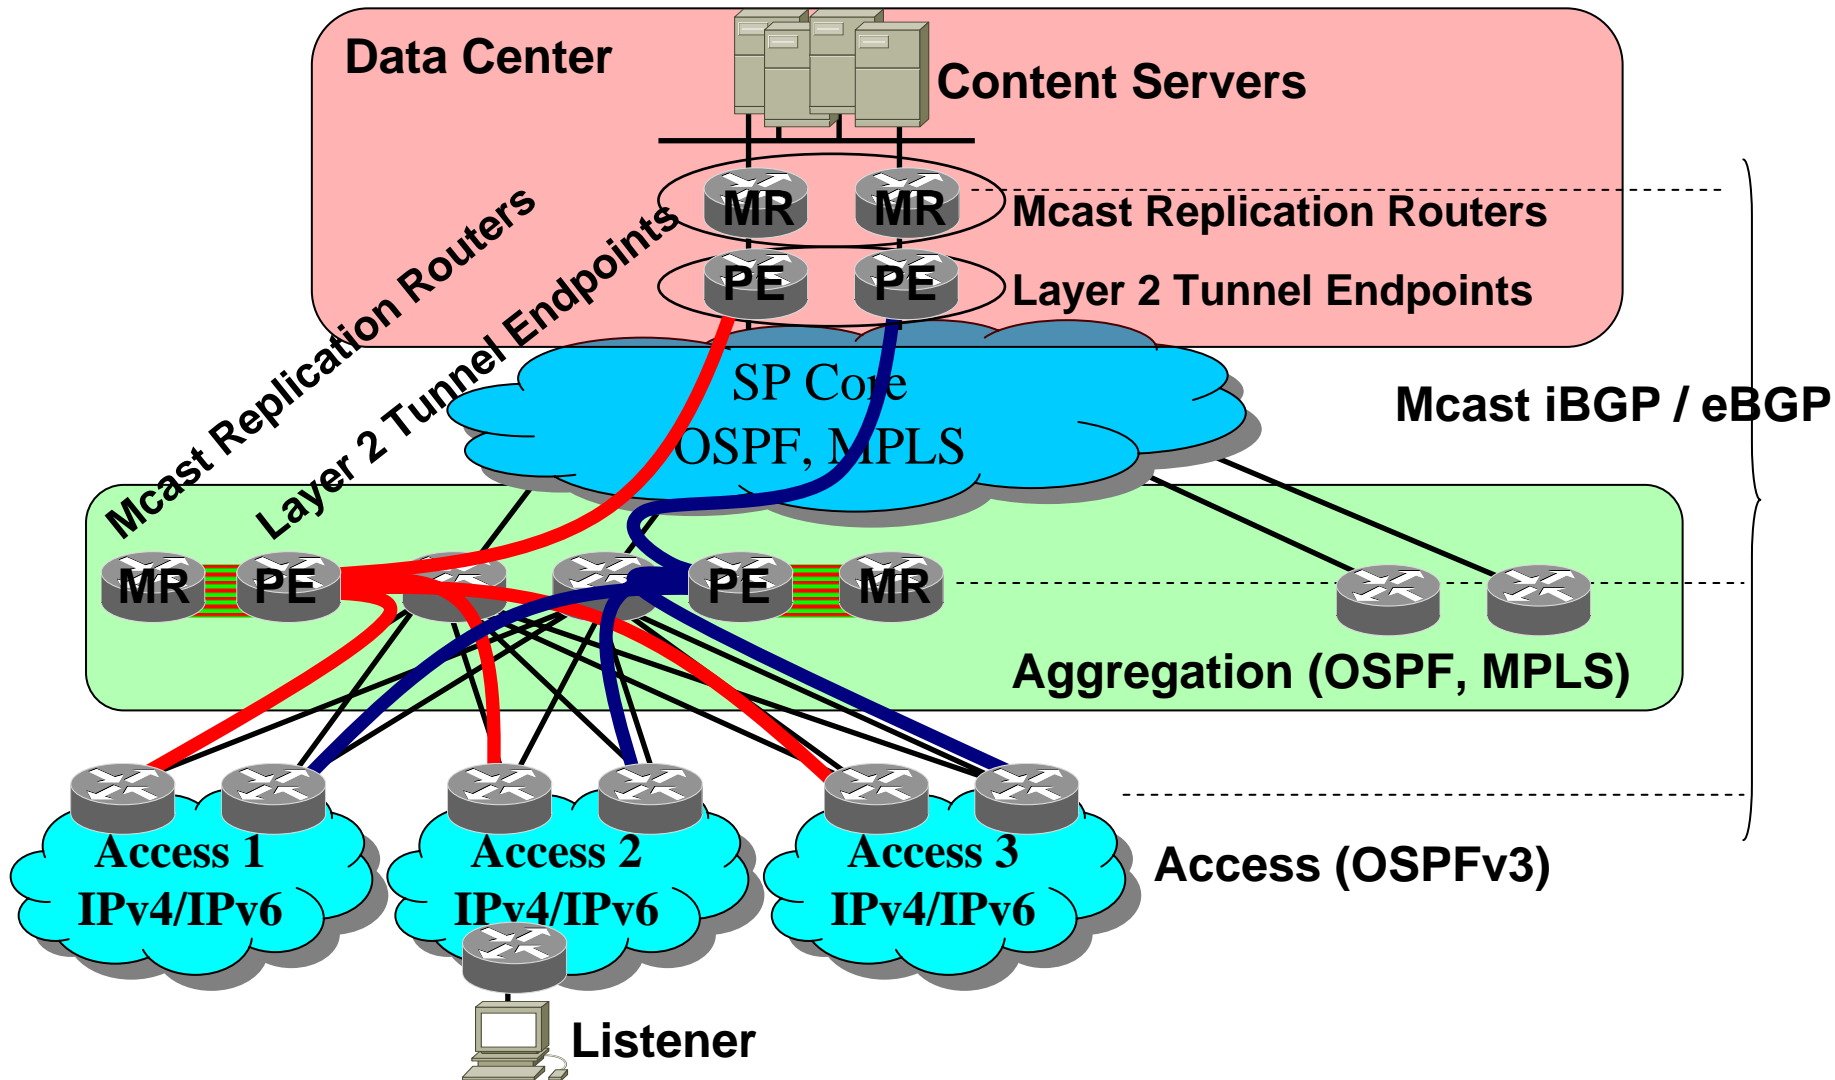 Data Center
Content Servers
MR
MR
Mcast Replication Routers
PE
PE
Layer 2 Tunnel Endpoints
Mcast Replication Routers
Layer 2 Tunnel Endpoints
SP Core
OSPF, MPLS
Mcast iBGP / eBGP
MR
PE
PE
MR
Aggregation (OSPF, MPLS)
Access 1
IPv4/IPv6
Access 2
IPv4/IPv6
Access 3
IPv4/IPv6
Access (OSPFv3)
Listener